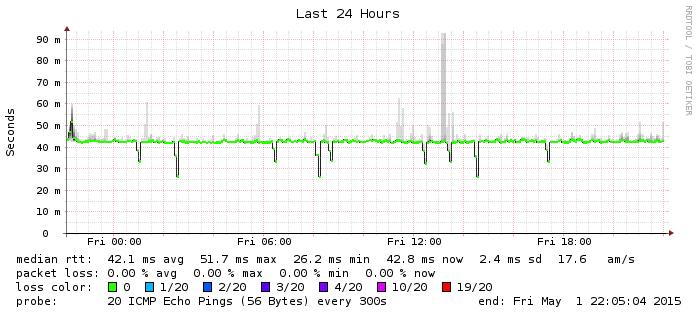 Last 24 Hours
RRDTOOL / TOBI OETIKER
Seconds
90 m
80 m
70 m
60 m
50 m
40 m
30 m
20 m
10 m
0
Fri 00:00 Fri 06:00 Fri 12:00 Fri 18:00
median rtt: 42.1 ms avg 51.7 ms max 26.2 ms min 42.8 ms now 2.4 ms sd 17.6 am/s
packet loss: 0.00 % avg 0.00 % max 0.00 % min 0.00 % now
loss color: 0 1/20 2/20 3/20 4/20 10/20 19/20
probe: 20 ICMP Echo Pings (56 Bytes) every 300s end: Fri May 1 22:05:04 2015